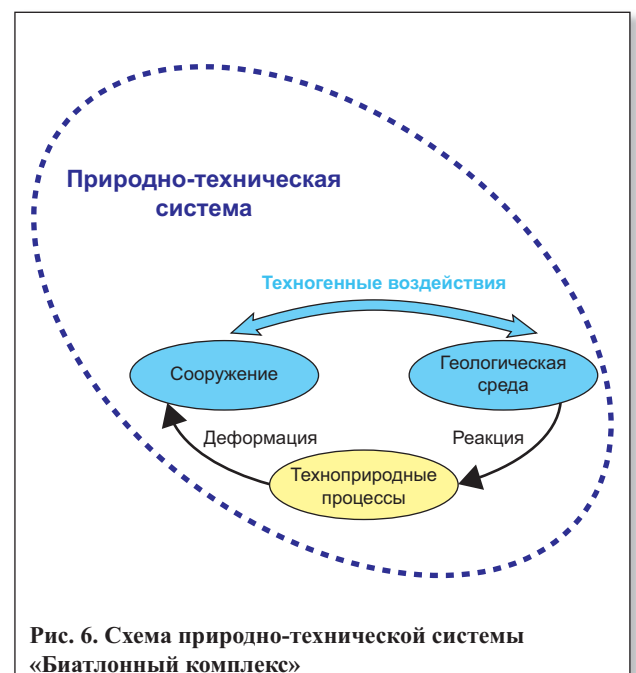 Природно-техническая
система
Техногенные воздействия
Сооружение
Геологическая
среда
Деформация
Реакция
Техноприродные
процессы
Рис. 6. Схема природно-технической системы
«Биатлонный комплекс»